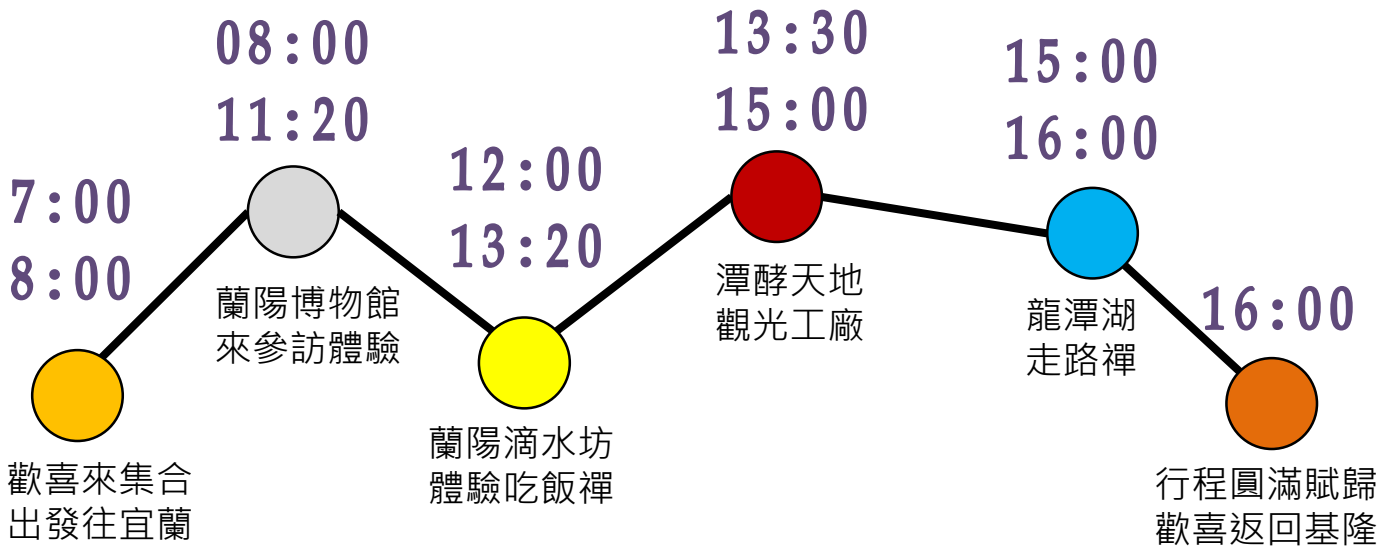 7:00
8:00
歡喜來集合
出發往宜蘭
08:00
11:20
蘭陽博物館
來參訪體驗
12:00
13:20
蘭陽滴水坊
體驗吃飯禪
13:30
15:00
潭酵天地
觀光工廠
15:00
16:00
龍潭湖
走路禪
16:00
行程圓滿賦歸
歡喜返回基隆